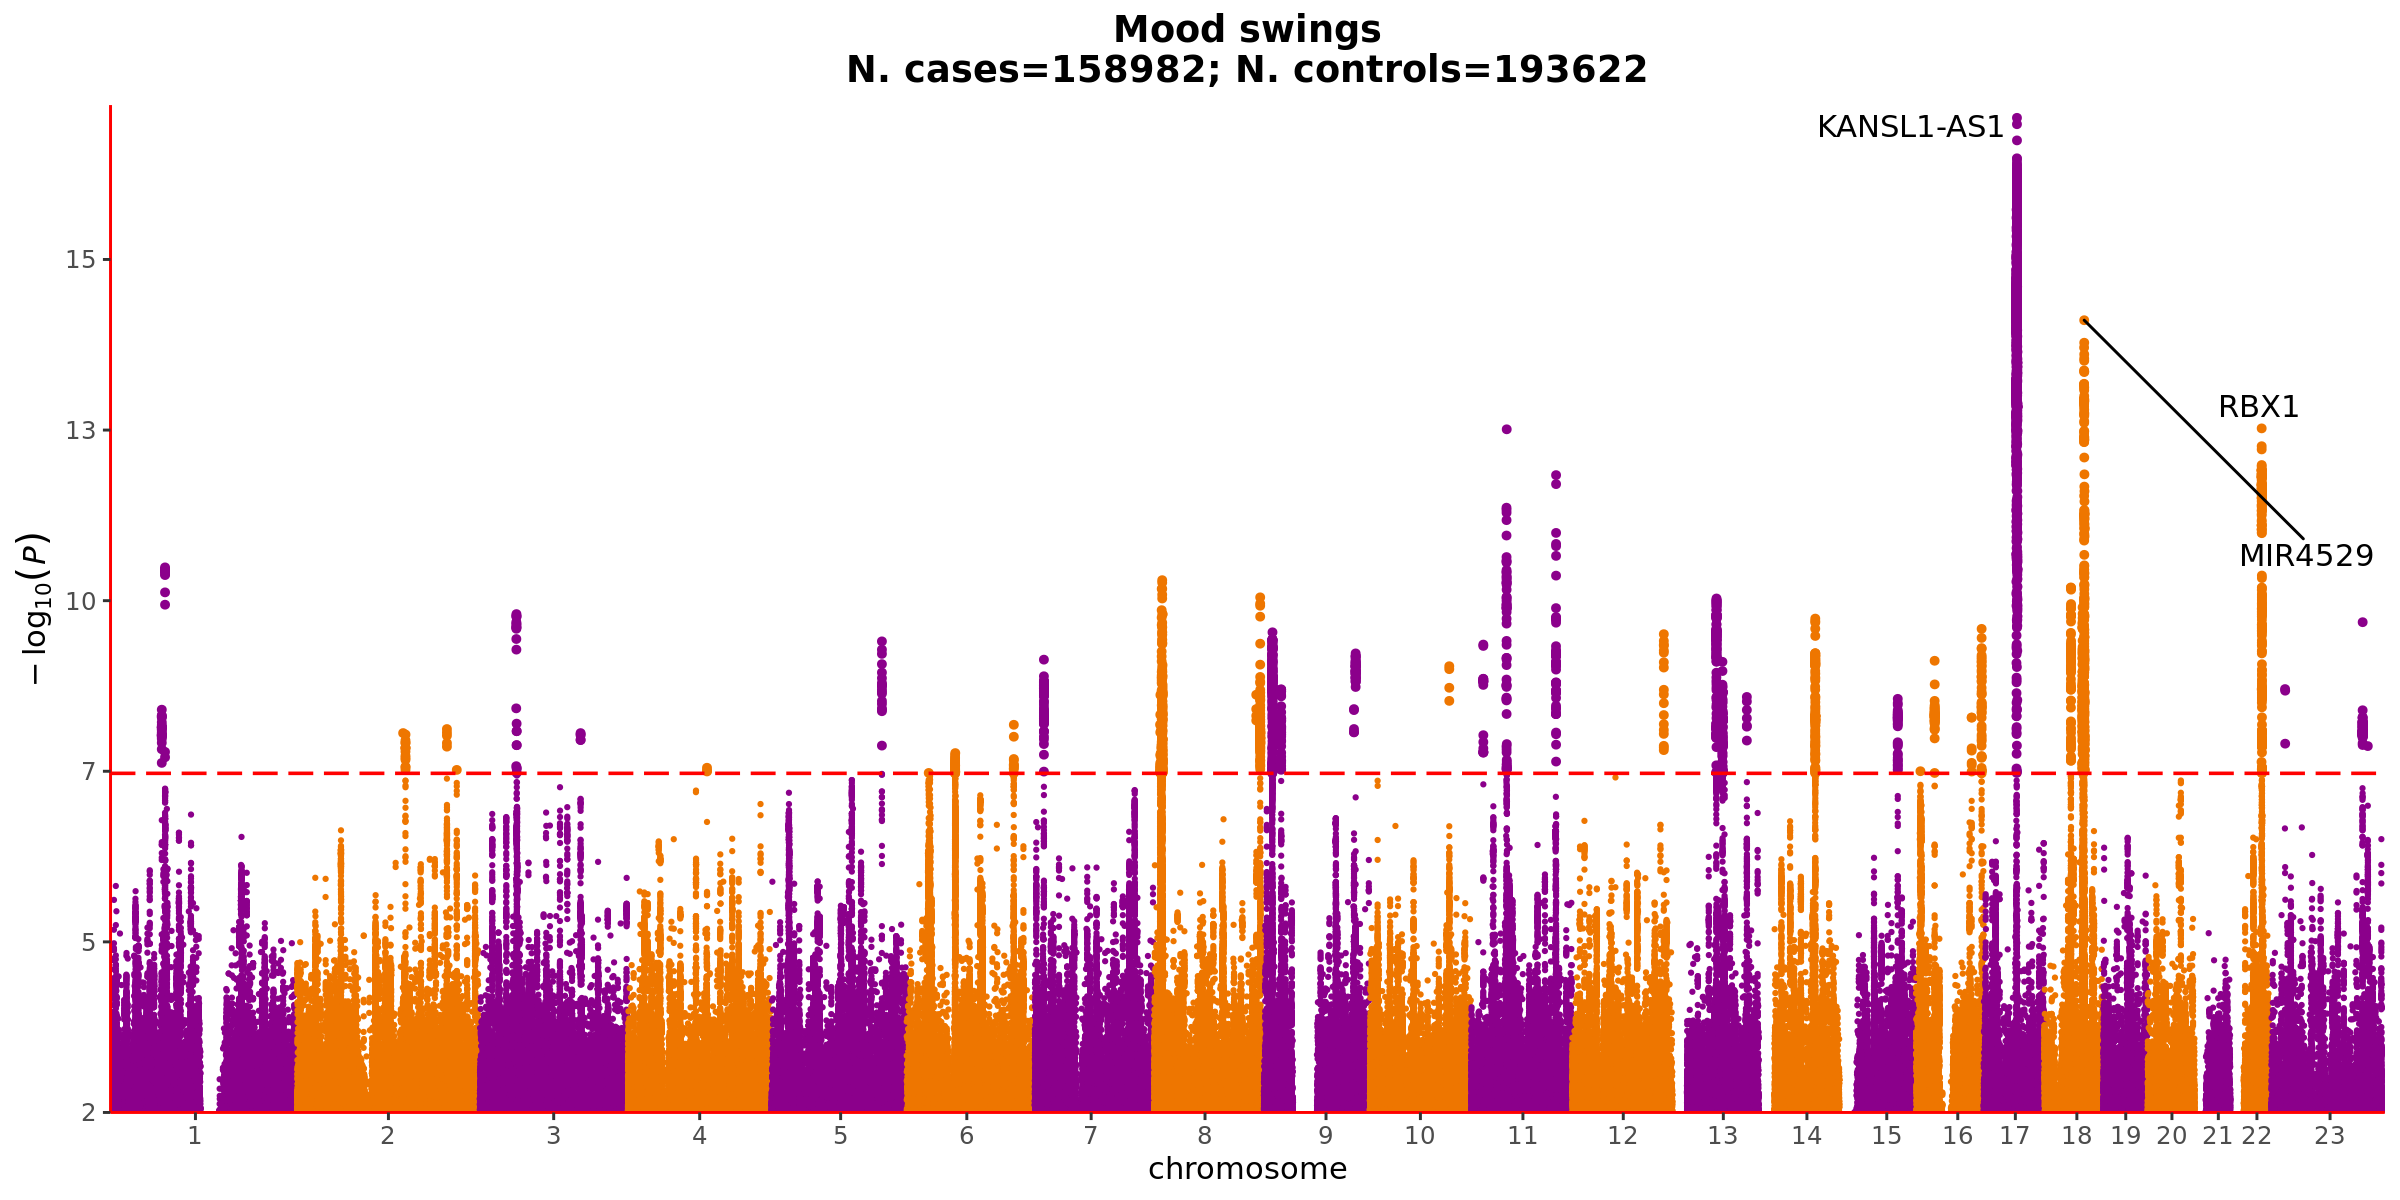 Mood swings
N. cases=158982; N. controls=193622
KANSL1-AS1
15
RBX1
13
MIR4529
− log10(P)
10
7
5
2
1 2 3 4 5 6 7 8 9 10 11 12 13 14 15 16 17 18 19 20 21 22 23
chromosome